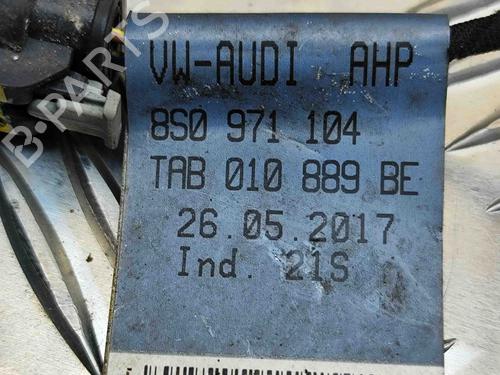 VW-AUDI AHP
8S0 971 104
TAB 010 889 BE
26.05.2017
Ind. 21S
B-PARTS